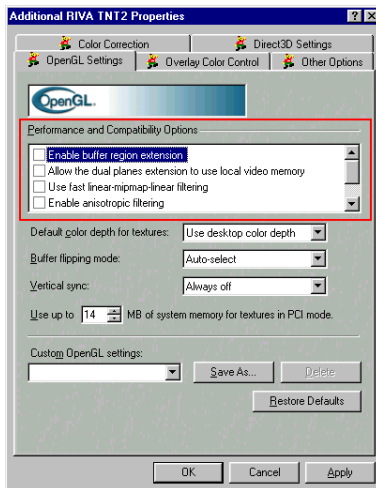 Additional RIVA TNT2 Properties
Color Correction
Direct3D Settings
OpenGL Settings
Overlay Color Control
Other Options
OpenGL.
Performance and Compatibility Options
Enable buffer region extension
Allow the dual planes extension to use local video memory
Use fast linear-mipmap-linear filtering
Enable anisotropic filtering
Default color depth for textures: Use desktop color depth
Buffer flipping mode: Auto-select
Vertical sync: Always off
Use up to 14 MB of system memory for textures in PCI mode.
Custom OpenGL settings:
Save As... Delete
Restore Defaults
OK Cancel Apply